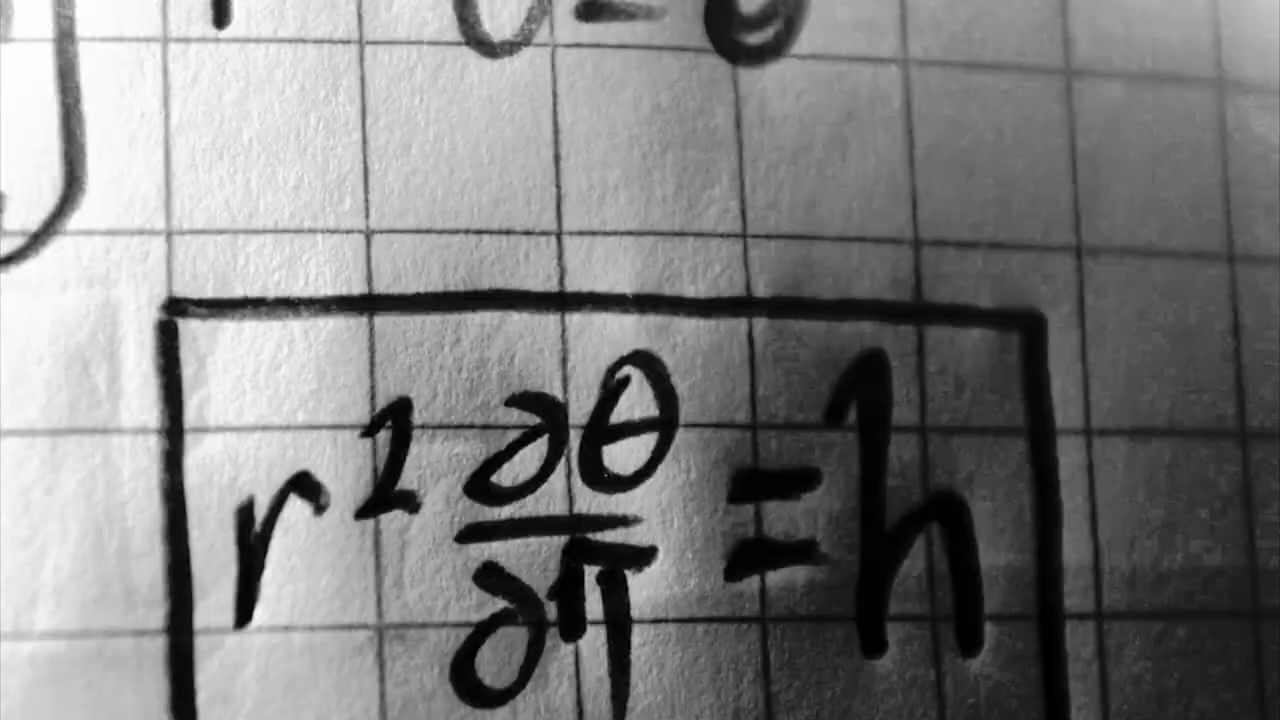 r² ∂θ/∂π = h